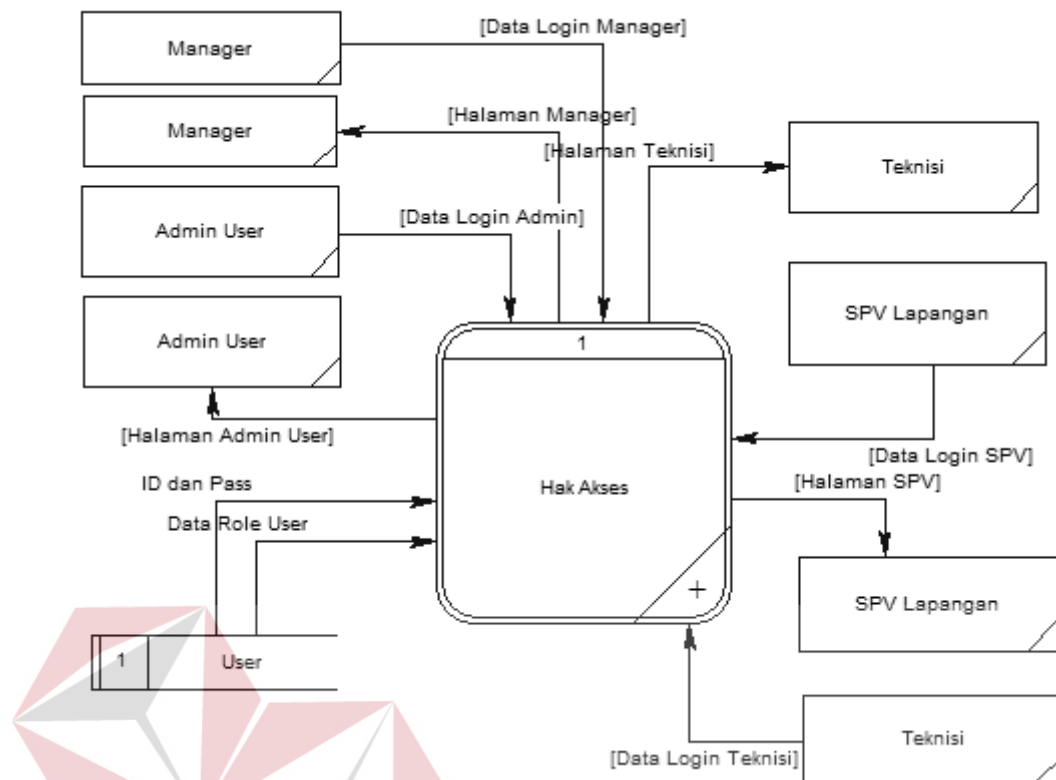 [Data Login Manager]
Manager
[Halaman Manager]
Manager
[Halaman Teknisi]
Teknisi
[Data Login Admin]
Admin User
SPV Lapangan
Admin User
1
[Halaman Admin User]
[Data Login SPV]
[Halaman SPV]
ID dan Pass
Hak Akses
Data Role User
+
SPV Lapangan
1
User
Teknisi
[Data Login Teknisi]